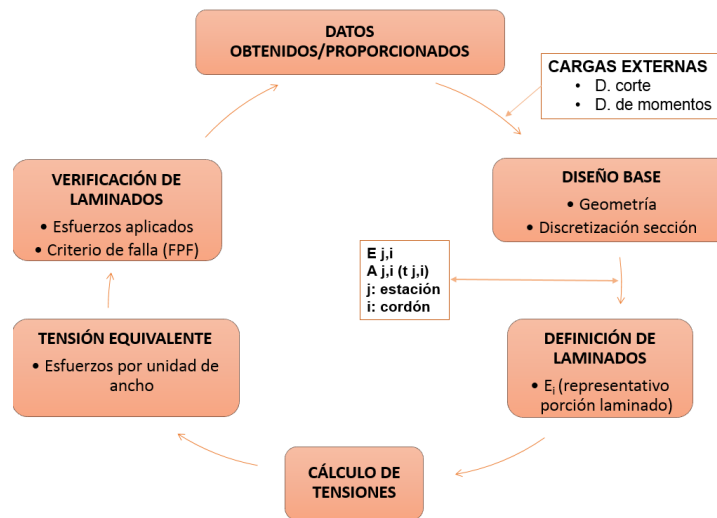 DATOS
OBTENIDOS/PROPORCIONADOS
CARGAS EXTERNAS
• D. corte
• D. de momentos
DISEÑO BASE
• Geometría
• Discretización sección
E j,i
A j,i (t j,i)
j: estación
i: cordón
DEFINICIÓN DE
LAMINADOS
• Ei (representativo
porción laminado)
CÁLCULO DE
TENSIONES
TENSIÓN EQUIVALENTE
• Esfuerzos por unidad de
ancho
VERIFICACIÓN DE
LAMINADOS
• Esfuerzos aplicados
• Criterio de falla (FPF)